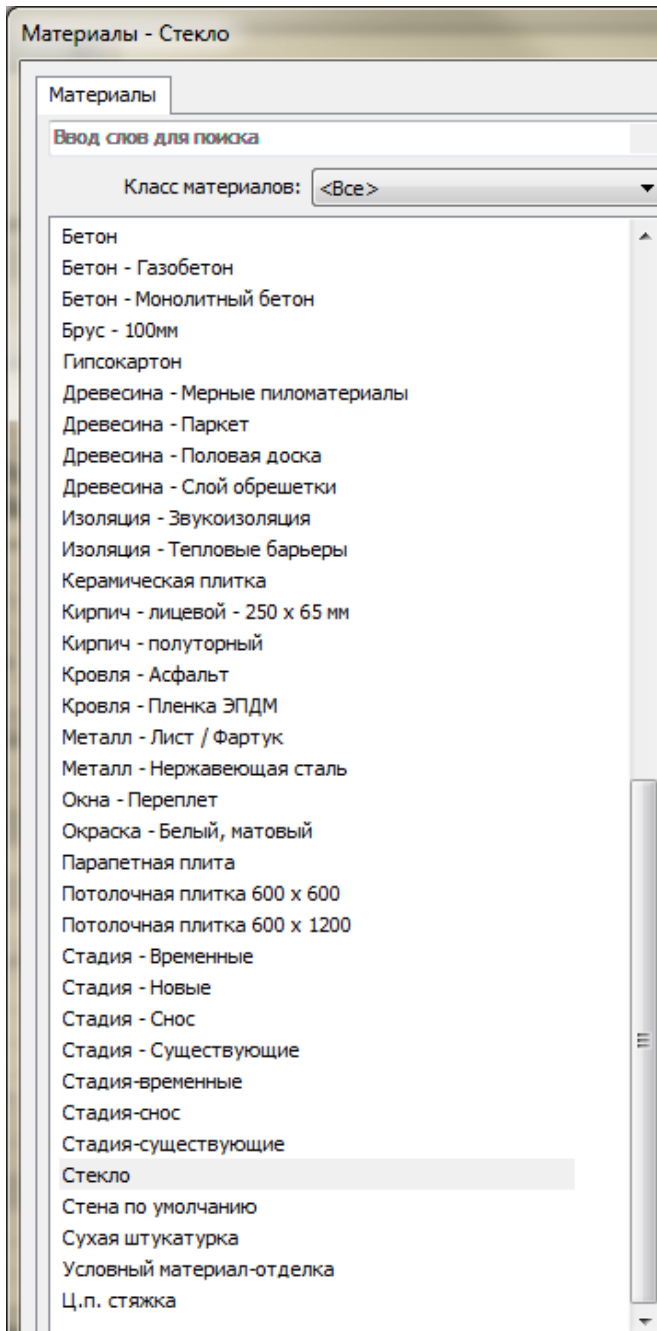 Материалы - Стекло
Материалы
Ввод слов для поиска
Класс материалов: <Все>
Бетон
Бетон - Газобетон
Бетон - Монолитный бетон
Брус - 100мм
Гипсокартон
Древесина - Мерные пиломатериалы
Древесина - Паркет
Древесина - Половая доска
Древесина - Слой обрешетки
Изоляция - Звукоизоляция
Изоляция - Тепловые барьеры
Керамическая плитка
Кирпич - лицевой - 250 x 65 мм
Кирпич - полуторный
Кровля - Асфальт
Кровля - Пленка ЭПДМ
Металл - Лист / Фартук
Металл - Нержавеющая сталь
Окна - Переплет
Окраска - Белый, матовый
Парапетная плита
Потолочная плитка 600 x 600
Потолочная плитка 600 x 1200
Стадия - Временные
Стадия - Новые
Стадия - Снос
Стадия - Существующие
Стадия-временные
Стадия-снос
Стадия-существующие
Стекло
Стена по умолчанию
Сухая штукатурка
Условный материал-отделка
Ц.п. стяжка